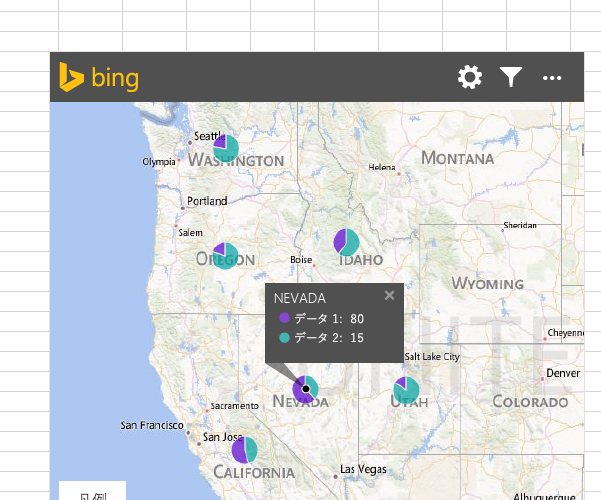 bing
Seattle
WASHINGTON
Olympia
Helena
MONTANA
Portland
Salem
Sheridan
OREGON
Boise
IDAHO
WYOMING
NEVADA
データ 1: 80
データ 2: 15
Cheyenne
Salt Lake City
Denver
NEVADA
UTAH
COLORADO
Sacramento
San Francisco
San Jose
CALIFORNIA
Las Vegas
Albuquerque
凡例